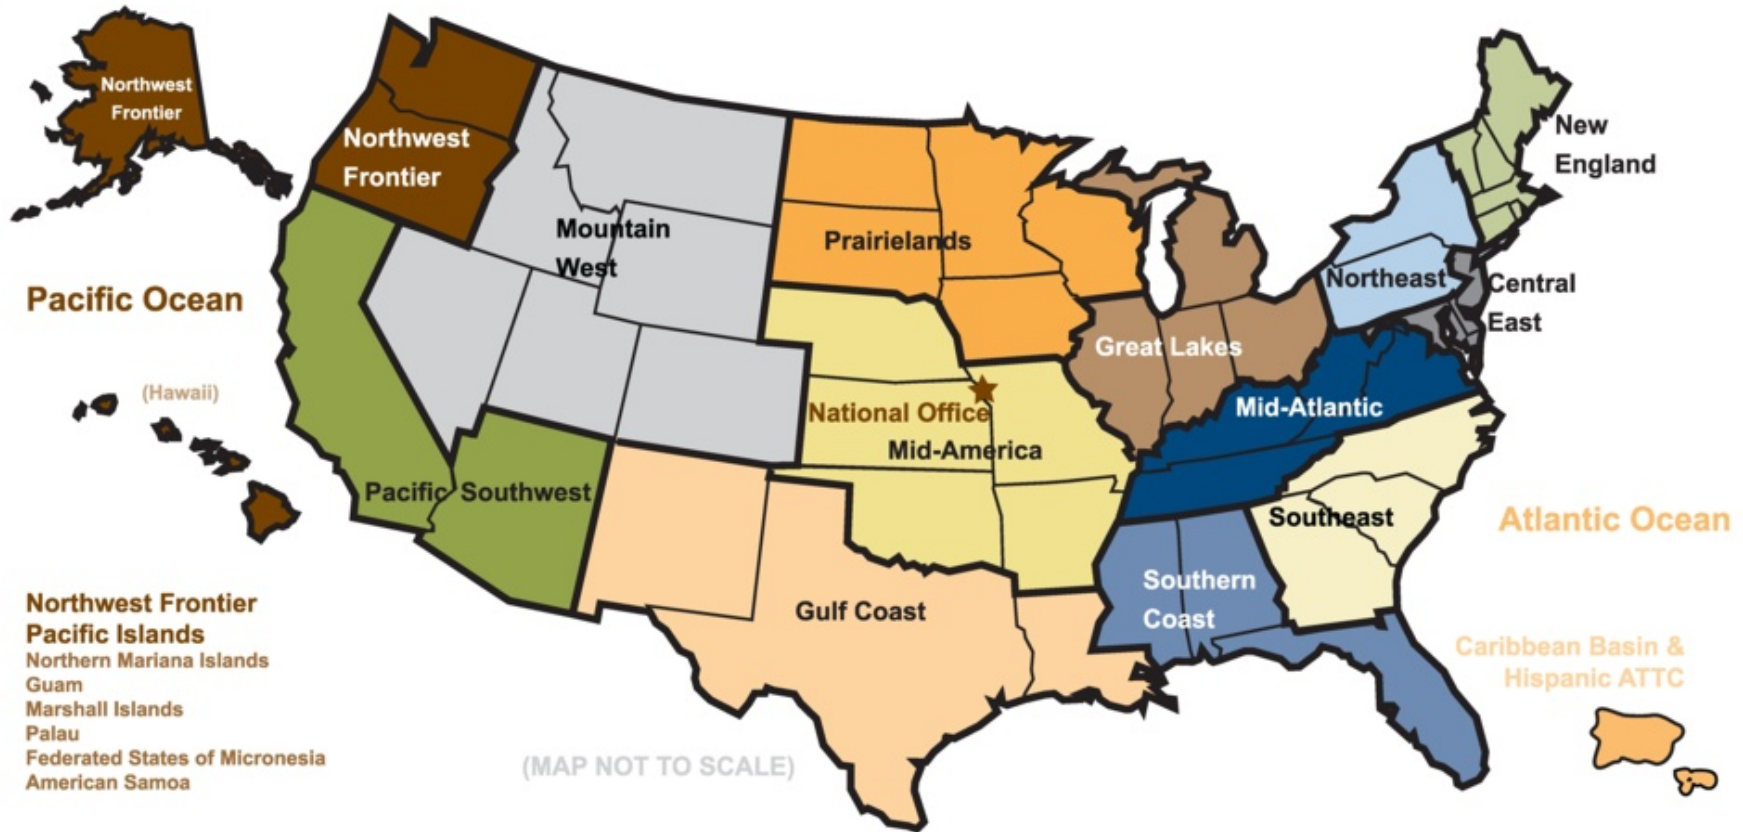 Northwest
Frontier
Northwest
Frontier
Mountain
West
Prairielands
New
England
Northeast
Central
East
Pacific Ocean
Great Lakes
(Hawaii)
National Office
Mid-America
Mid-Atlantic
Pacific Southwest
Southeast
Atlantic Ocean
Southern
Coast
Gulf Coast
Northwest Frontier
Pacific Islands
Northern Mariana Islands
Guam
Marshall Islands
Palau
Federated States of Micronesia
American Samoa
Caribbean Basin &
Hispanic ATTC
(MAP NOT TO SCALE)